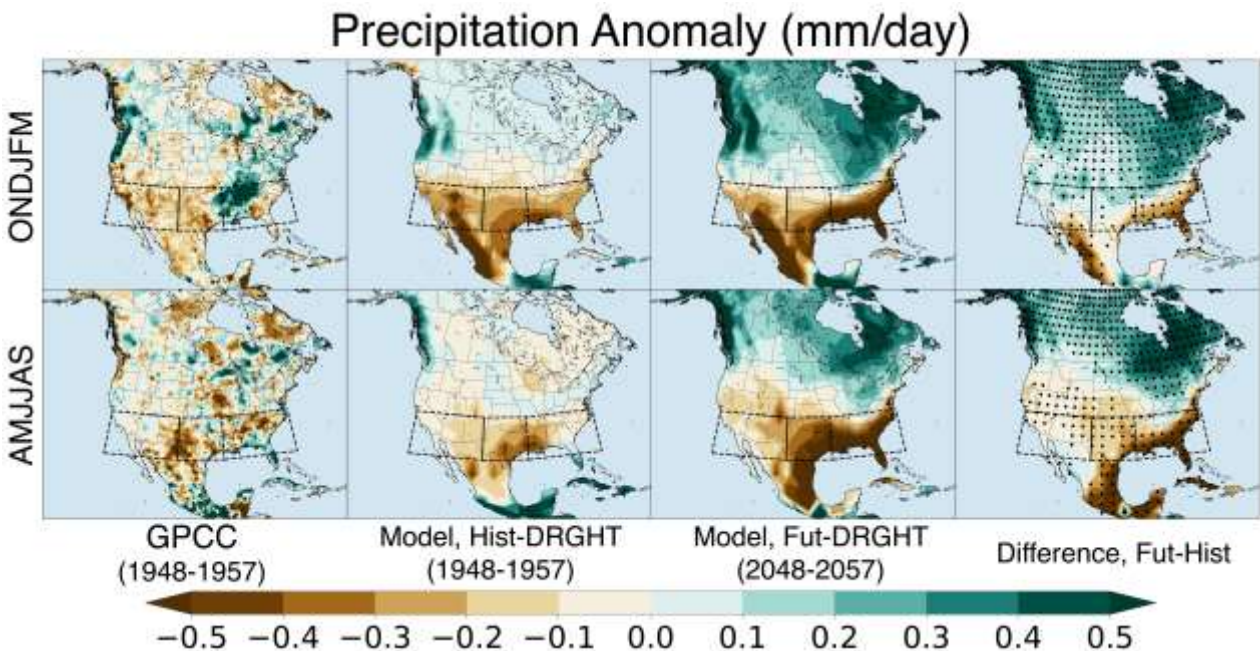 Precipitation Anomaly (mm/day)
ONDJFM
AMJJAS
GPCC
(1948-1957)
Model, Hist-DRGHT
(1948-1957)
Model, Fut-DRGHT
(2048-2057)
Difference, Fut-Hist
−0.5 −0.4 −0.3 −0.2 −0.1 0.0 0.1 0.2 0.3 0.4 0.5